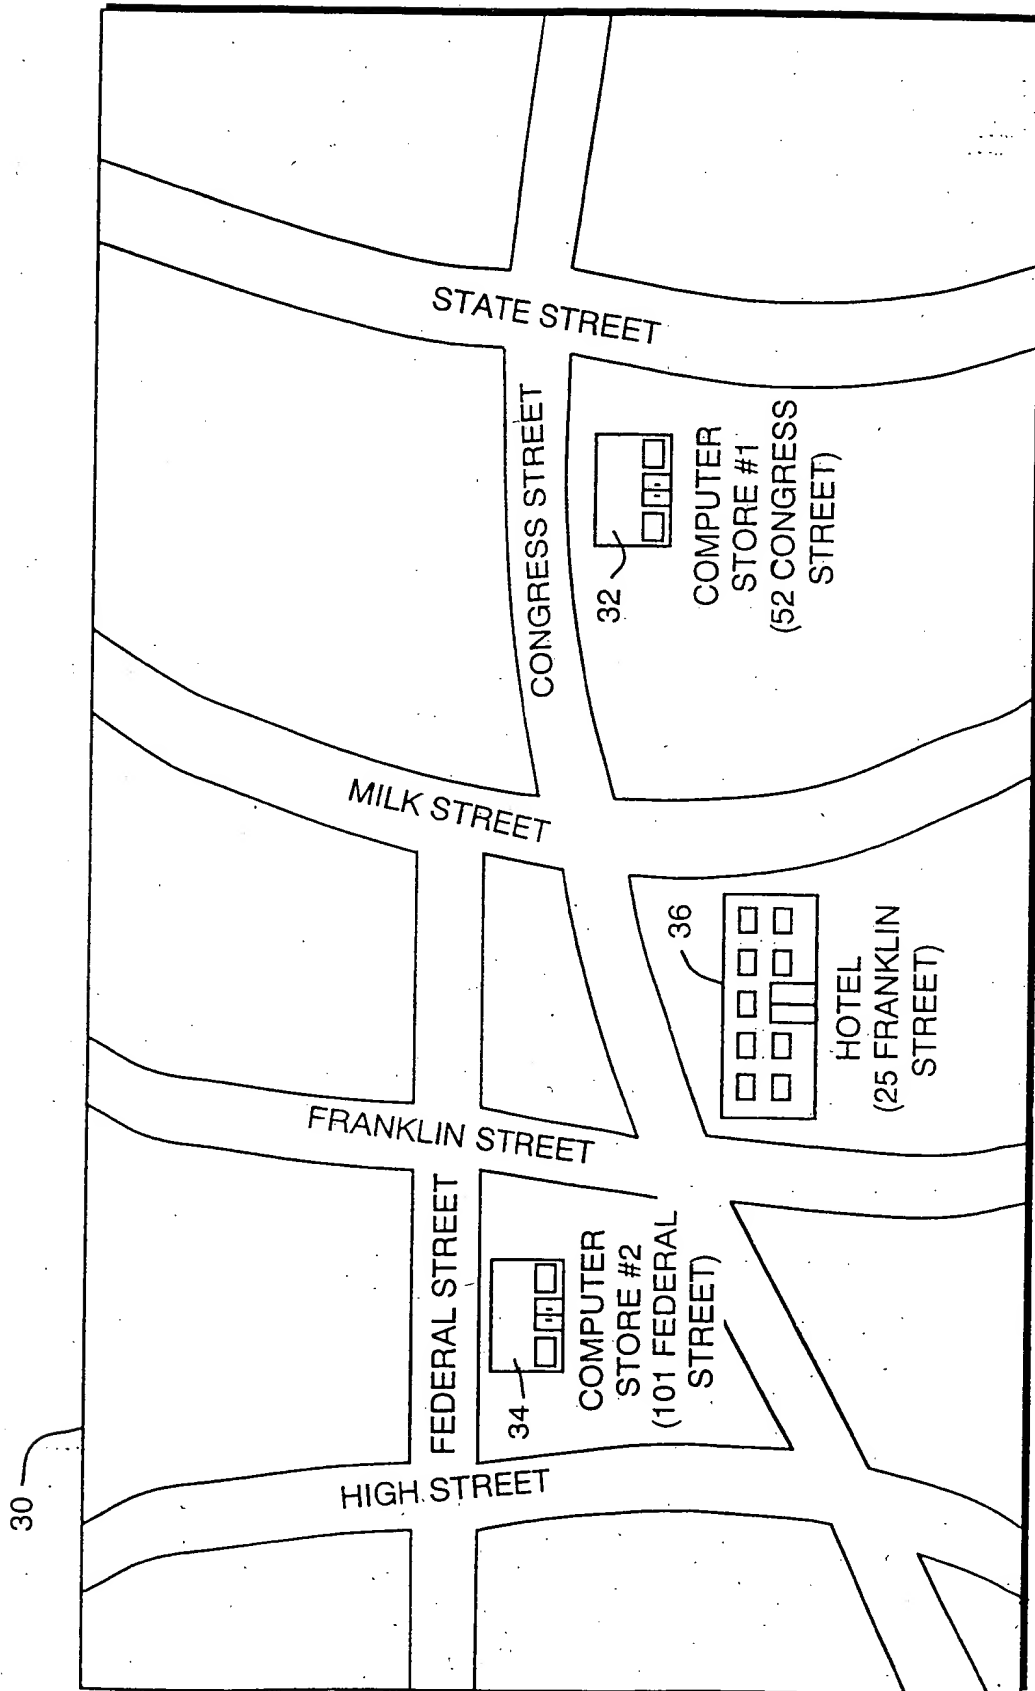 30
HIGH STREET
FEDERAL STREET
FRANKLIN STREET
MILK STREET
CONGRESS STREET
STATE STREET
34
COMPUTER
STORE #2
(101 FEDERAL
STREET)
36
HOTEL
(25 FRANKLIN
STREET)
32
COMPUTER
STORE #1
(52 CONGRESS
STREET)